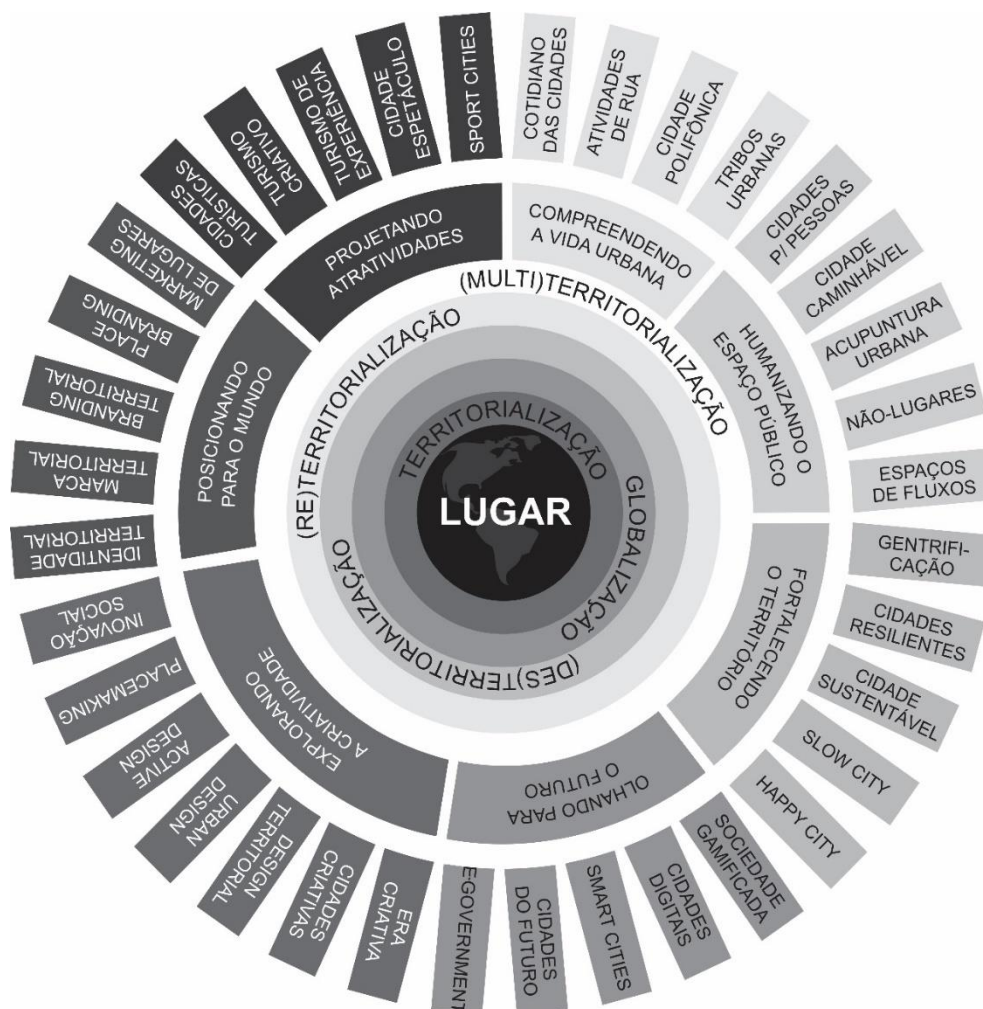 SPORT CITIES
COTIDIANO
DAS CIDADES
ATIVIDADES
DE RUA
CIDADE
POLIFÔNICA
TRIBOS
URBANAS
CIDADES
P/ PESSOAS
CIDADE
CAMINHÁVEL
ACUPUNTURA
URBANA
NÃO-LUGARES
ESPAÇOS
DE FLUXOS
GENTRIFI-
CAÇÃO
CIDADES
RESILIENTES
CIDADE
SUSTENTÁVEL
SLOW CITY
HAPPY CITY
SOCIEDADE
GAMIFICADA
CIDADES
DIGITAIS
SMART CITIES
CIDADES
DO FUTURO
E-GOVERNMENT
ERA
CRIATIVA
CIDADES
CRIATIVAS
DESIGN
TERRITORIAL
URBAN
DESIGN
ACTIVE
DESIGN
PLACEMAKING
INOVAÇÃO
SOCIAL
IDENTIDADE
TERRITORIAL
MARCA
TERRITORIAL
BRANDING
TERRITORIAL
PLACE
BRANDING
MARKETING
DE LUGARES
CIDADES
TURÍSTICAS
TURISMO
CRIATIVO
TURISMO DE
EXPERIÊNCIA
CIDADE
ESPETÁCULO
COMPREENDENDO
A VIDA URBANA
HUMANIZANDO O
ESPAÇO PÚBLICO
FORTALECENDO
O TERRITÓRIO
OLHANDO PARA
O FUTURO
EXPLORANDO
A CRIATIVIDADE
POSICIONANDO
PARA O MUNDO
PROJETANDO
ATRATIVIDADES
(MULTI)TERRITORIALIZAÇÃO
(RE)TERRITORIALIZAÇÃO
(DES)TERRITORIALIZAÇÃO
GLOBALIZAÇÃO
TERRITORIALIZAÇÃO
LUGAR